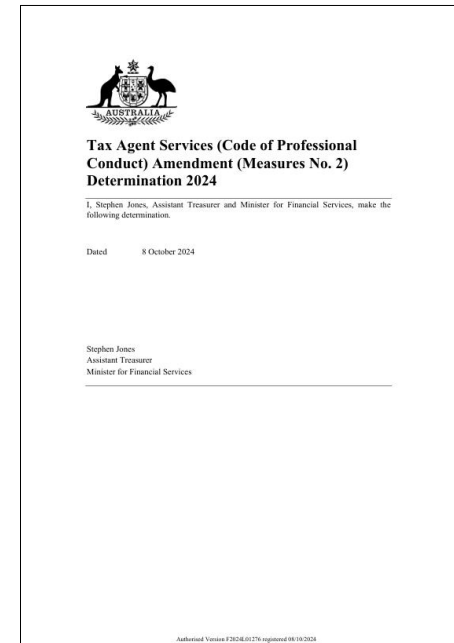 AUSTRALIA
Tax Agent Services (Code of Professional
Conduct) Amendment (Measures No. 2)
Determination 2024
I, Stephen Jones, Assistant Treasurer and Minister for Financial Services, make the
following determination.
Dated 8 October 2024
Stephen Jones
Assistant Treasurer
Minister for Financial Services
Authorised Version F2024L01276 registered 08/10/2024